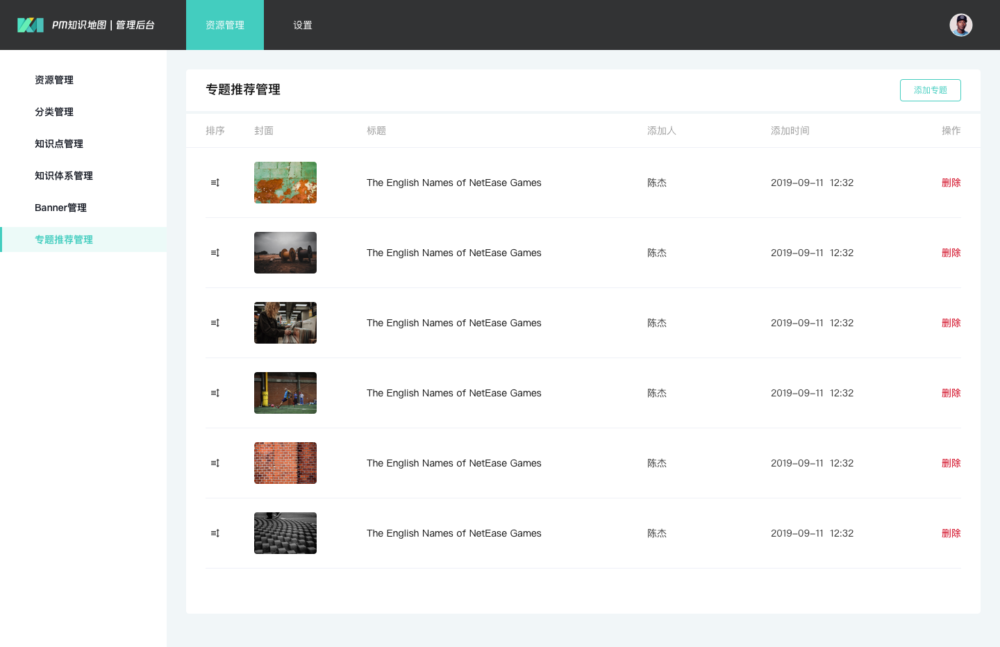 PM知识地图 | 管理后台
资源管理
设置
资源管理
分类管理
知识点管理
知识体系管理
Banner管理
专题推荐管理
专题推荐管理
添加专题
排序 封面 标题 添加人 添加时间 操作
The English Names of NetEase Games 陈杰 2019-09-11 12:32 删除
The English Names of NetEase Games 陈杰 2019-09-11 12:32 删除
The English Names of NetEase Games 陈杰 2019-09-11 12:32 删除
The English Names of NetEase Games 陈杰 2019-09-11 12:32 删除
The English Names of NetEase Games 陈杰 2019-09-11 12:32 删除
The English Names of NetEase Games 陈杰 2019-09-11 12:32 删除